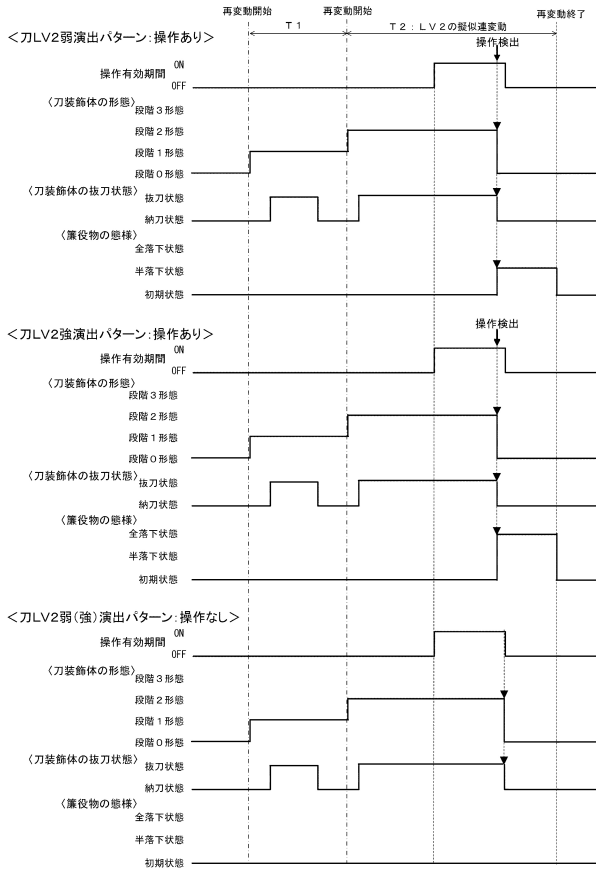 再変動開始 再変動開始 再変動終了
T1 T2:LV2の擬似連変動
＜刀LV2弱演出パターン：操作あり＞
操作検出
操作有効期間 ON
OFF
〈刀装飾体の形態〉
段階3形態
段階2形態
段階1形態
段階0形態
〈刀装飾体の抜刀状態〉
抜刀状態
納刀状態
〈簾役物の態様〉
全落下状態
半落下状態
初期状態
＜刀LV2強演出パターン：操作あり＞
操作検出
操作有効期間 ON
OFF
〈刀装飾体の形態〉
段階3形態
段階2形態
段階1形態
段階0形態
〈刀装飾体の抜刀状態〉
抜刀状態
納刀状態
〈簾役物の態様〉
全落下状態
半落下状態
初期状態
＜刀LV2弱(強)演出パターン：操作なし＞
操作有効期間 ON
OFF
〈刀装飾体の形態〉
段階3形態
段階2形態
段階1形態
段階0形態
〈刀装飾体の抜刀状態〉
抜刀状態
納刀状態
〈簾役物の態様〉
全落下状態
半落下状態
初期状態